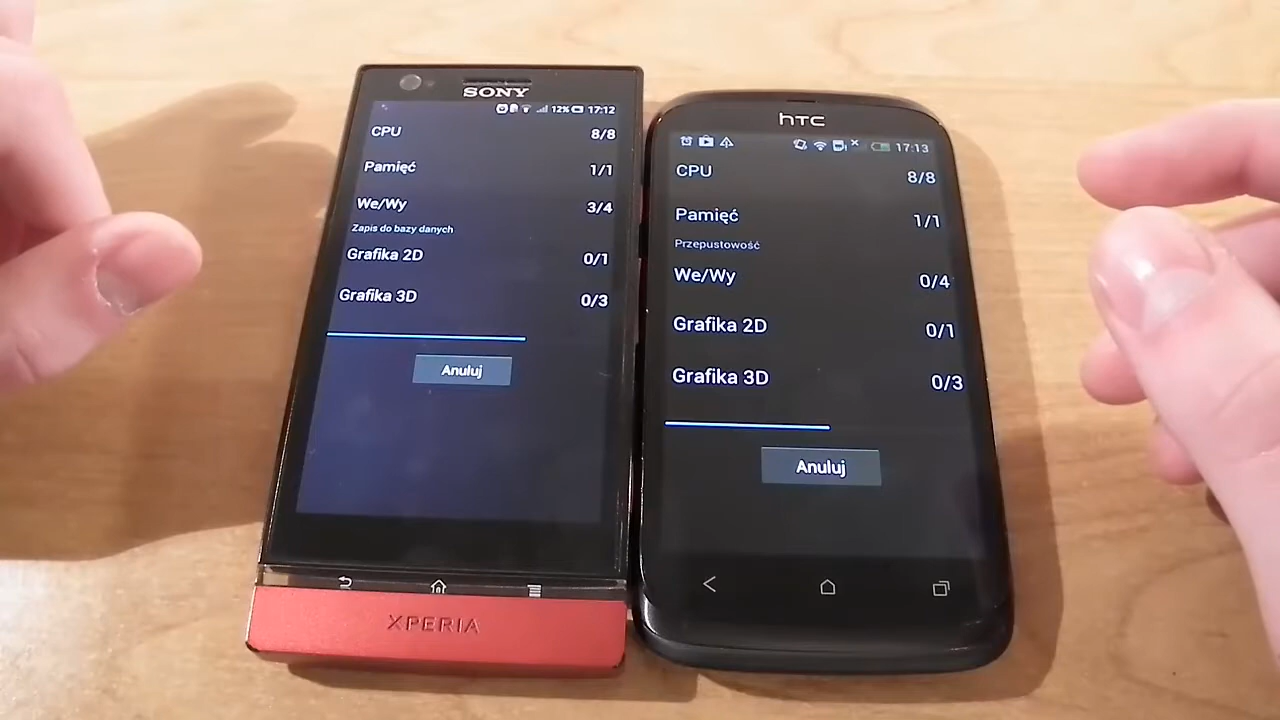 SONY
12% 17:12
CPU 8/8
Pamięć 1/1
We/Wy 3/4
Zapis do bazy danych
Grafika 2D 0/1
Grafika 3D 0/3
Anuluj
XPERIA
hTC
17:13
CPU 8/8
Pamięć 1/1
Przepustowość
We/Wy 0/4
Grafika 2D 0/1
Grafika 3D 0/3
Anuluj